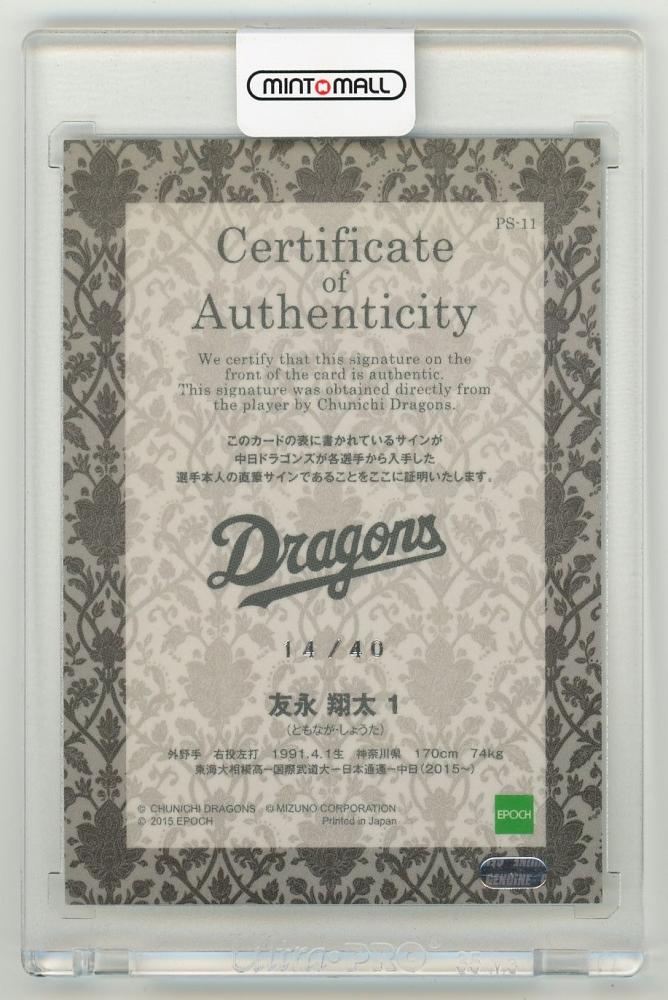 MINT MALL
PS-11
Certificate
of
Authenticity
We certify that this signature on the
front of the card is authentic.
This signature was obtained directly from
the player by Chunichi Dragons.
このカードの表に書かれているサインが
中日ドラゴンズが各選手から入手した
選手本人の直筆サインであることをここに証明いたします。
Dragons
14/40
友永 翔太 1
(ともなが・しょうた)
外野手 右投左打 1991.4.1生 神奈川県 170cm 74kg
東海大相模高ー国際武道大ー日本通運ー中日(2015〜)
© CHUNICHI DRAGONS © MIZUNO CORPORATION
© 2015 EPOCH Printed in Japan
EPOCH
GENUINE
Ultra·PRO